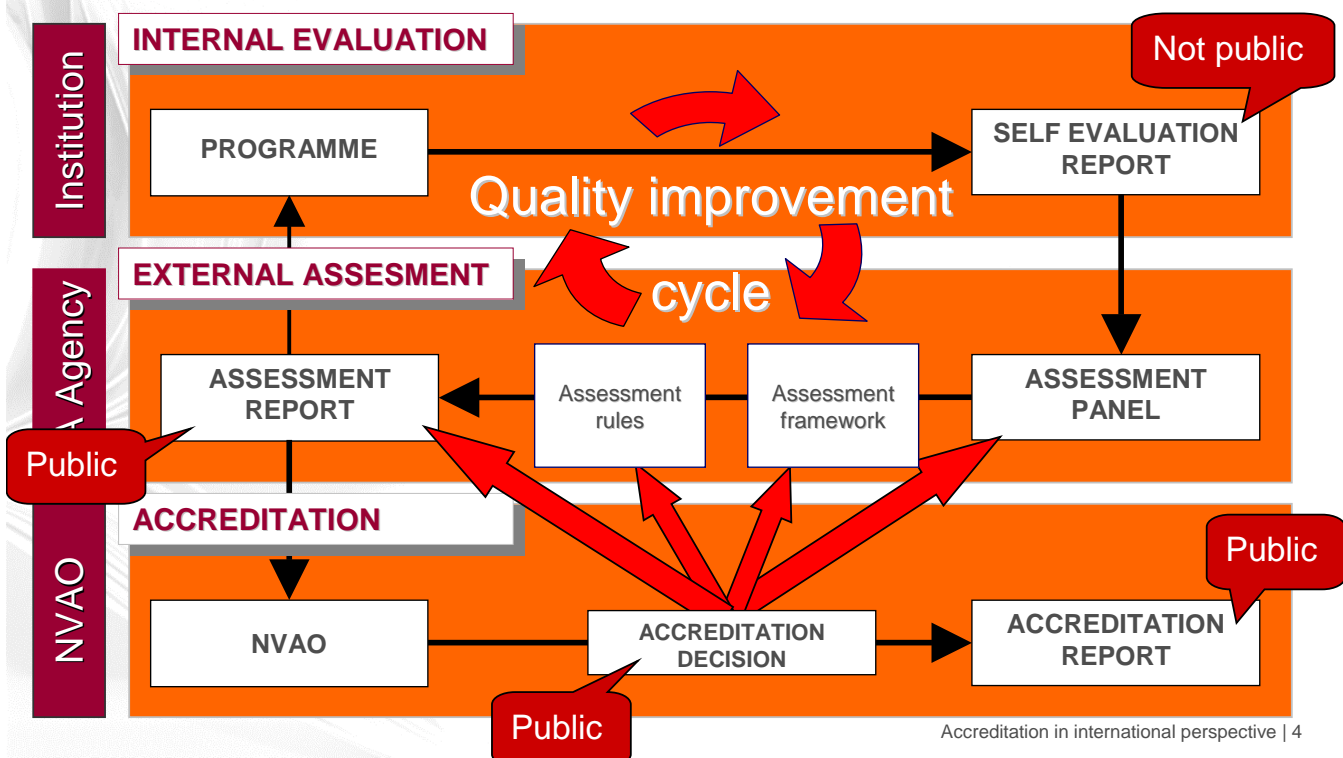 INTERNAL EVALUATION
Not public
Institution
PROGRAMME
SELF EVALUATION
REPORT
Quality improvement
cycle
EXTERNAL ASSESMENT
Agency
ASSESSMENT
REPORT
Assessment
rules
Assessment
framework
ASSESSMENT
PANEL
Public
ACCREDITATION
NVAO
NVAO
ACCREDITATION
DECISION
ACCREDITATION
REPORT
Public
Public
Accreditation in international perspective | 4